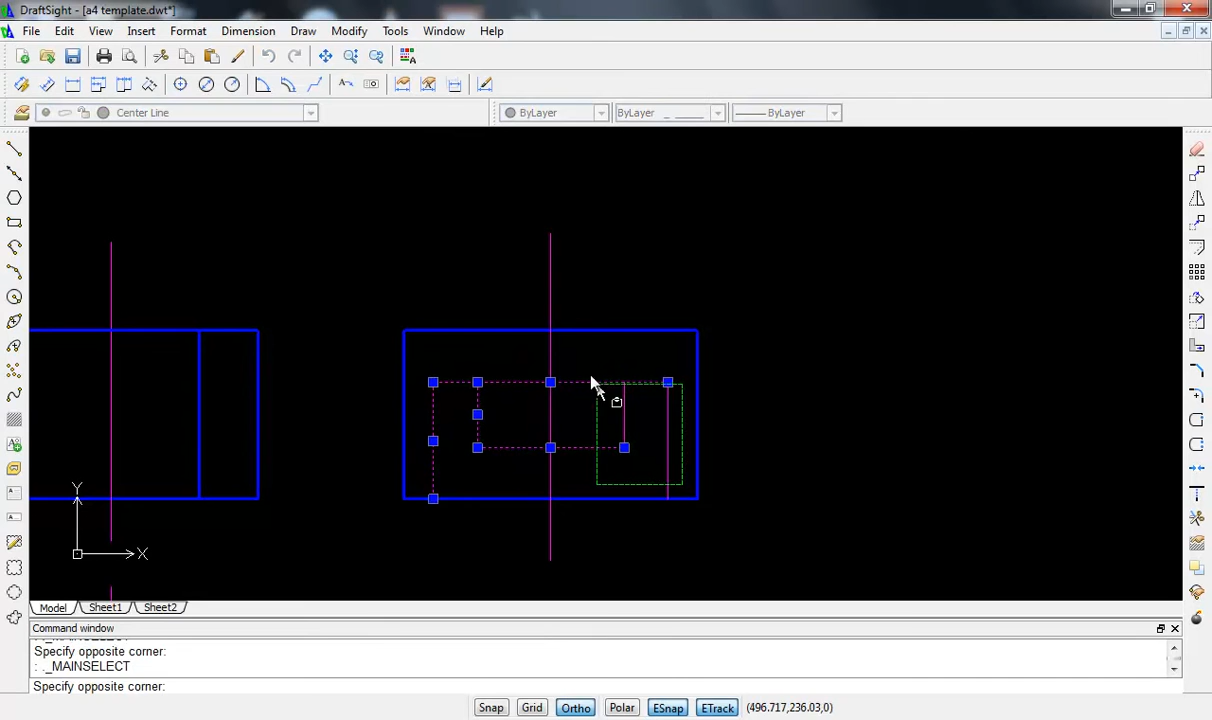 DraftSight - [a4 template.dwt*]
File Edit View Insert Format Dimension Draw Modify Tools Window Help
Center Line ByLayer ByLayer ByLayer
Y
X
Model Sheet1 Sheet2
Command window
Specify opposite corner:
: ._MAINSELECT
Specify opposite corner:
Snap Grid Ortho Polar ESnap ETrack (496.717,236.03,0)